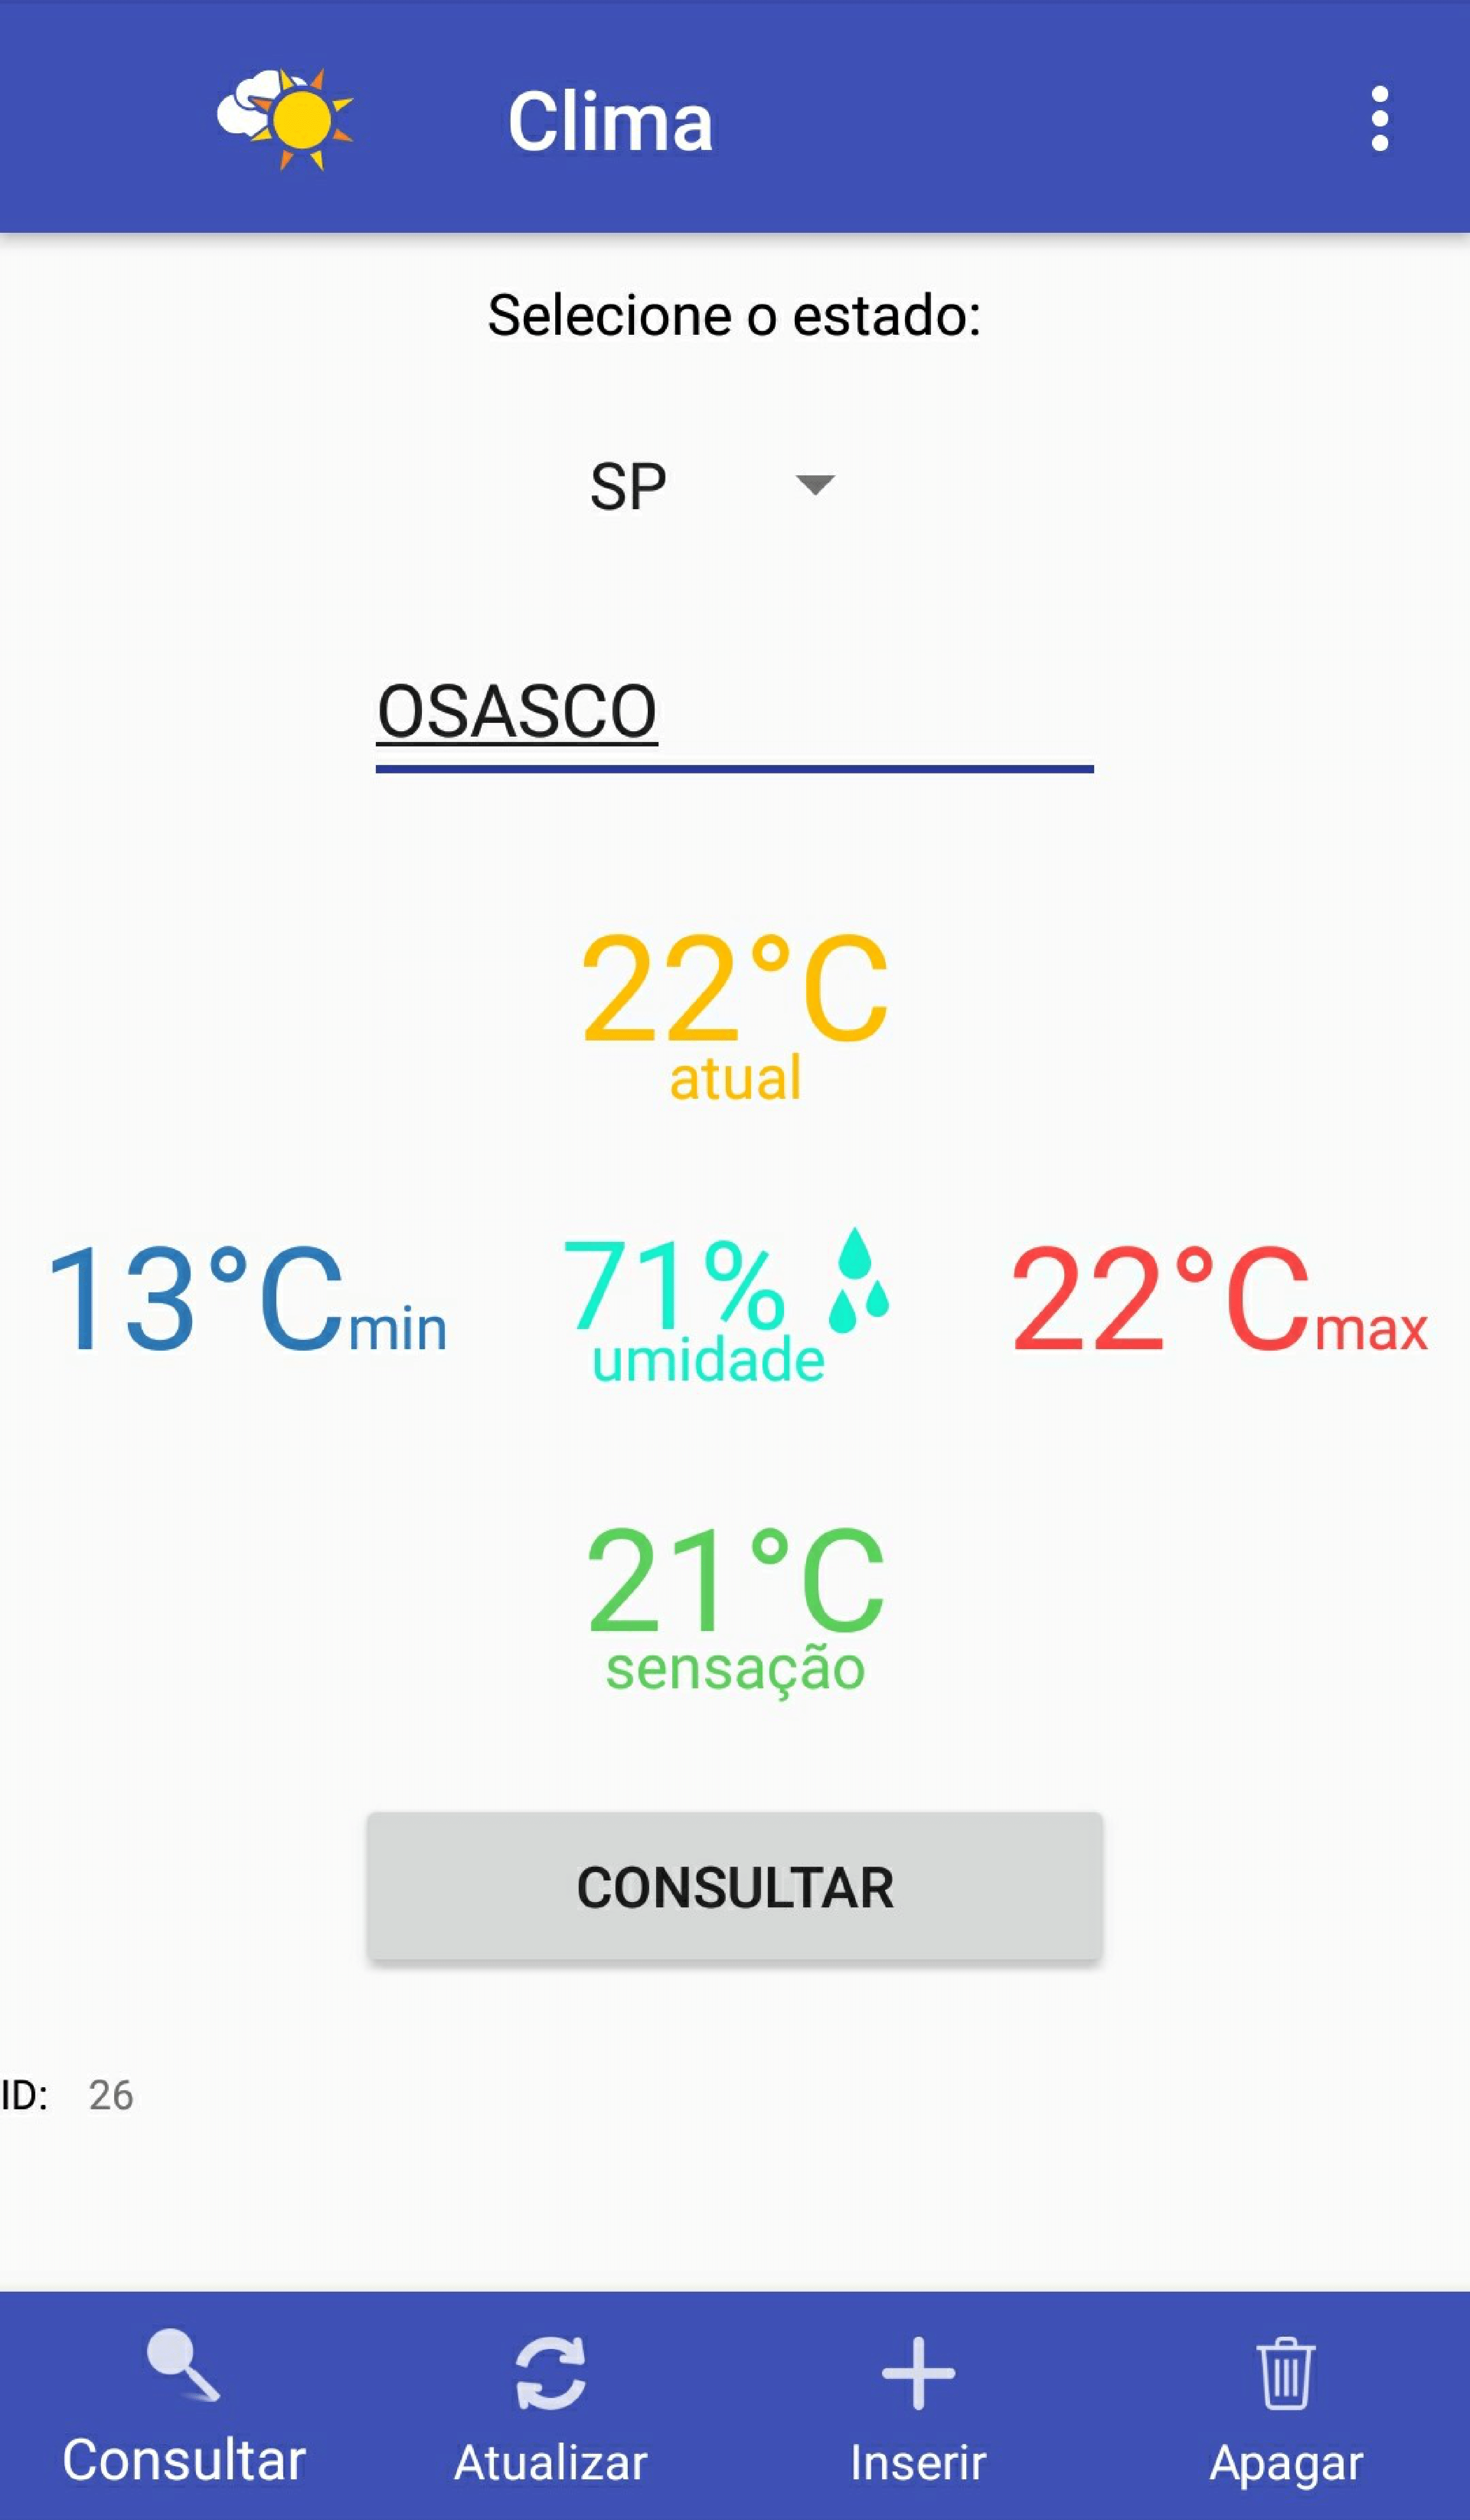 Clima
Selecione o estado:
SP
OSASCO
22°C
atual
13°Cmin
71%
umidade
22°Cmax
21°C
sensação
CONSULTAR
ID: 26
Consultar
Atualizar
Inserir
Apagar